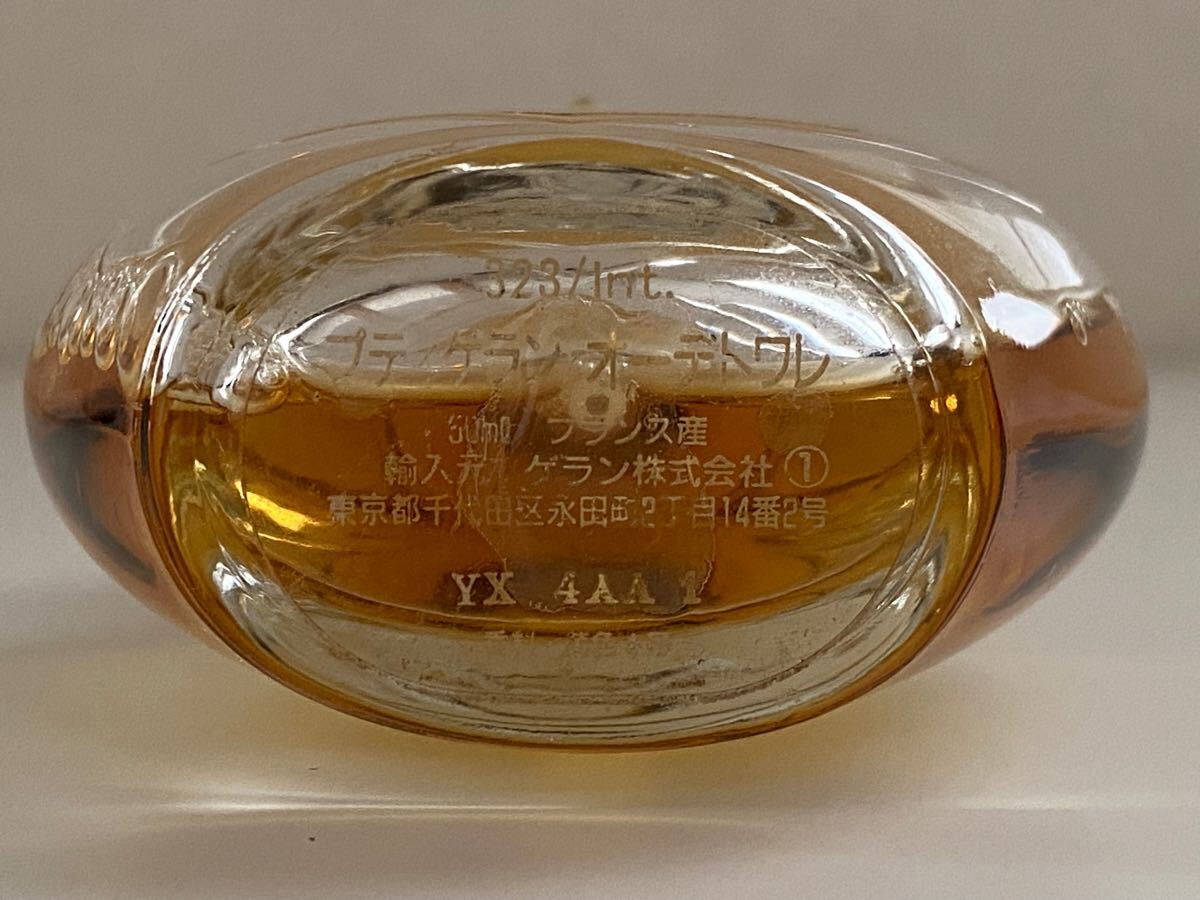 323/Int.
プティゲラン オーデトワレ
フランス産
輸入元 ゲラン株式会社 ①
東京都千代田区永田町2丁目14番2号
YX 4AA 1